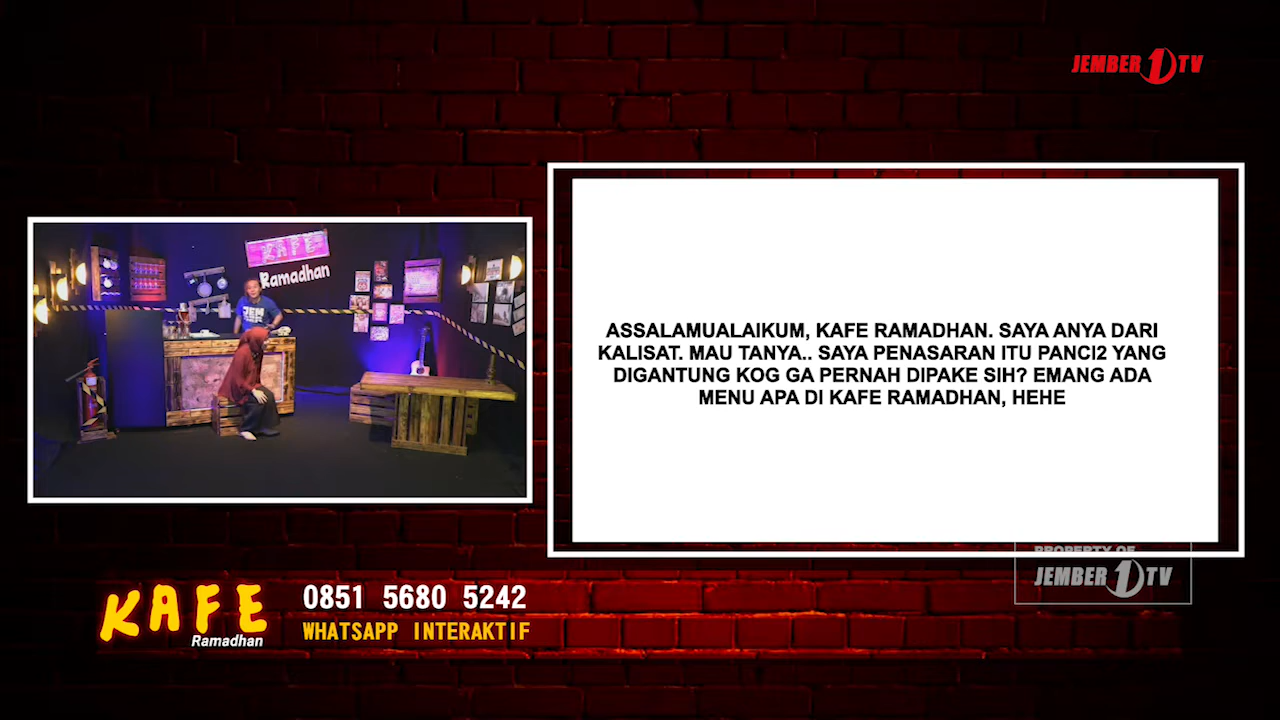 JEMBER 1 TV
KAFE
Ramadhan
ASSALAMUALAIKUM, KAFE RAMADHAN. SAYA ANYA DARI
KALISAT. MAU TANYA.. SAYA PENASARAN ITU PANCI2 YANG
DIGANTUNG KOG GA PERNAH DIPAKE SIH? EMANG ADA
MENU APA DI KAFE RAMADHAN, HEHE
PROPERTY OF
JEMBER 1 TV
KAFE
Ramadhan
0851 5680 5242
WHATSAPP INTERAKTIF